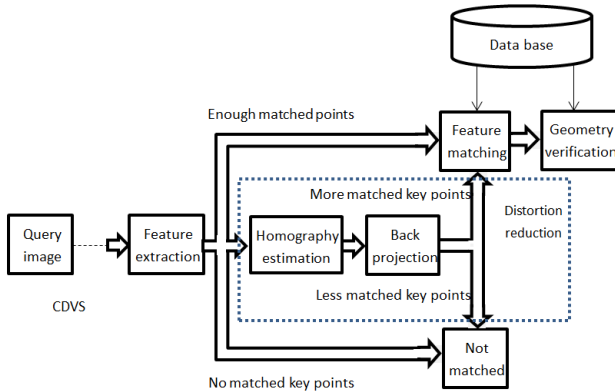 Data base
Enough matched points
Feature
matching
Geometry
verification
More matched key points
Distortion
reduction
Query
image
Feature
extraction
Homography
estimation
Back
projection
Less matched key points
CDVS
Not
matched
No matched key points